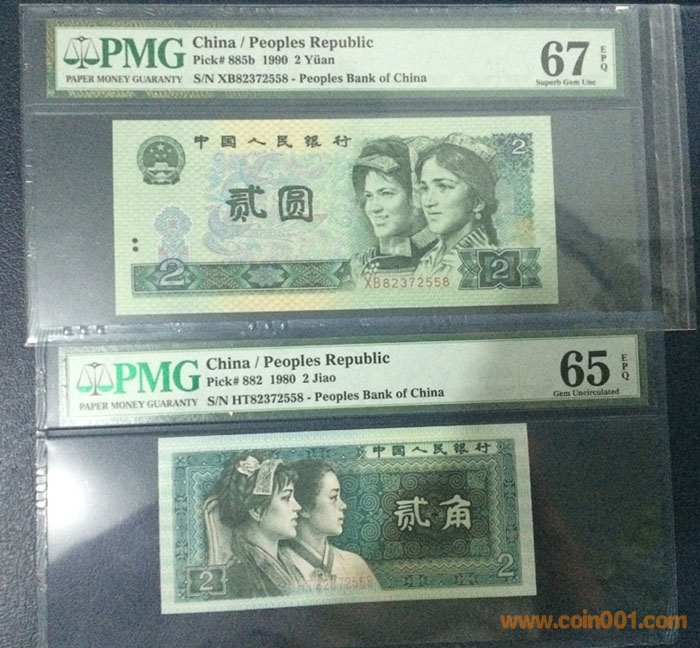 PMG
PAPER MONEY GUARANTY
China / Peoples Republic
Pick# 885b 1990 2 Yüan
S/N XB82372558 - Peoples Bank of China
67 EPQ
Superb Gem Unc
中国人民银行
贰圆
2
2
2
XB82372558
PMG
PAPER MONEY GUARANTY
China / Peoples Republic
Pick# 882 1980 2 Jiao
S/N HT82372558 - Peoples Bank of China
65 EPQ
Gem Uncirculated
中国人民银行
贰角
2
2
HT82372558
www.coin001.com